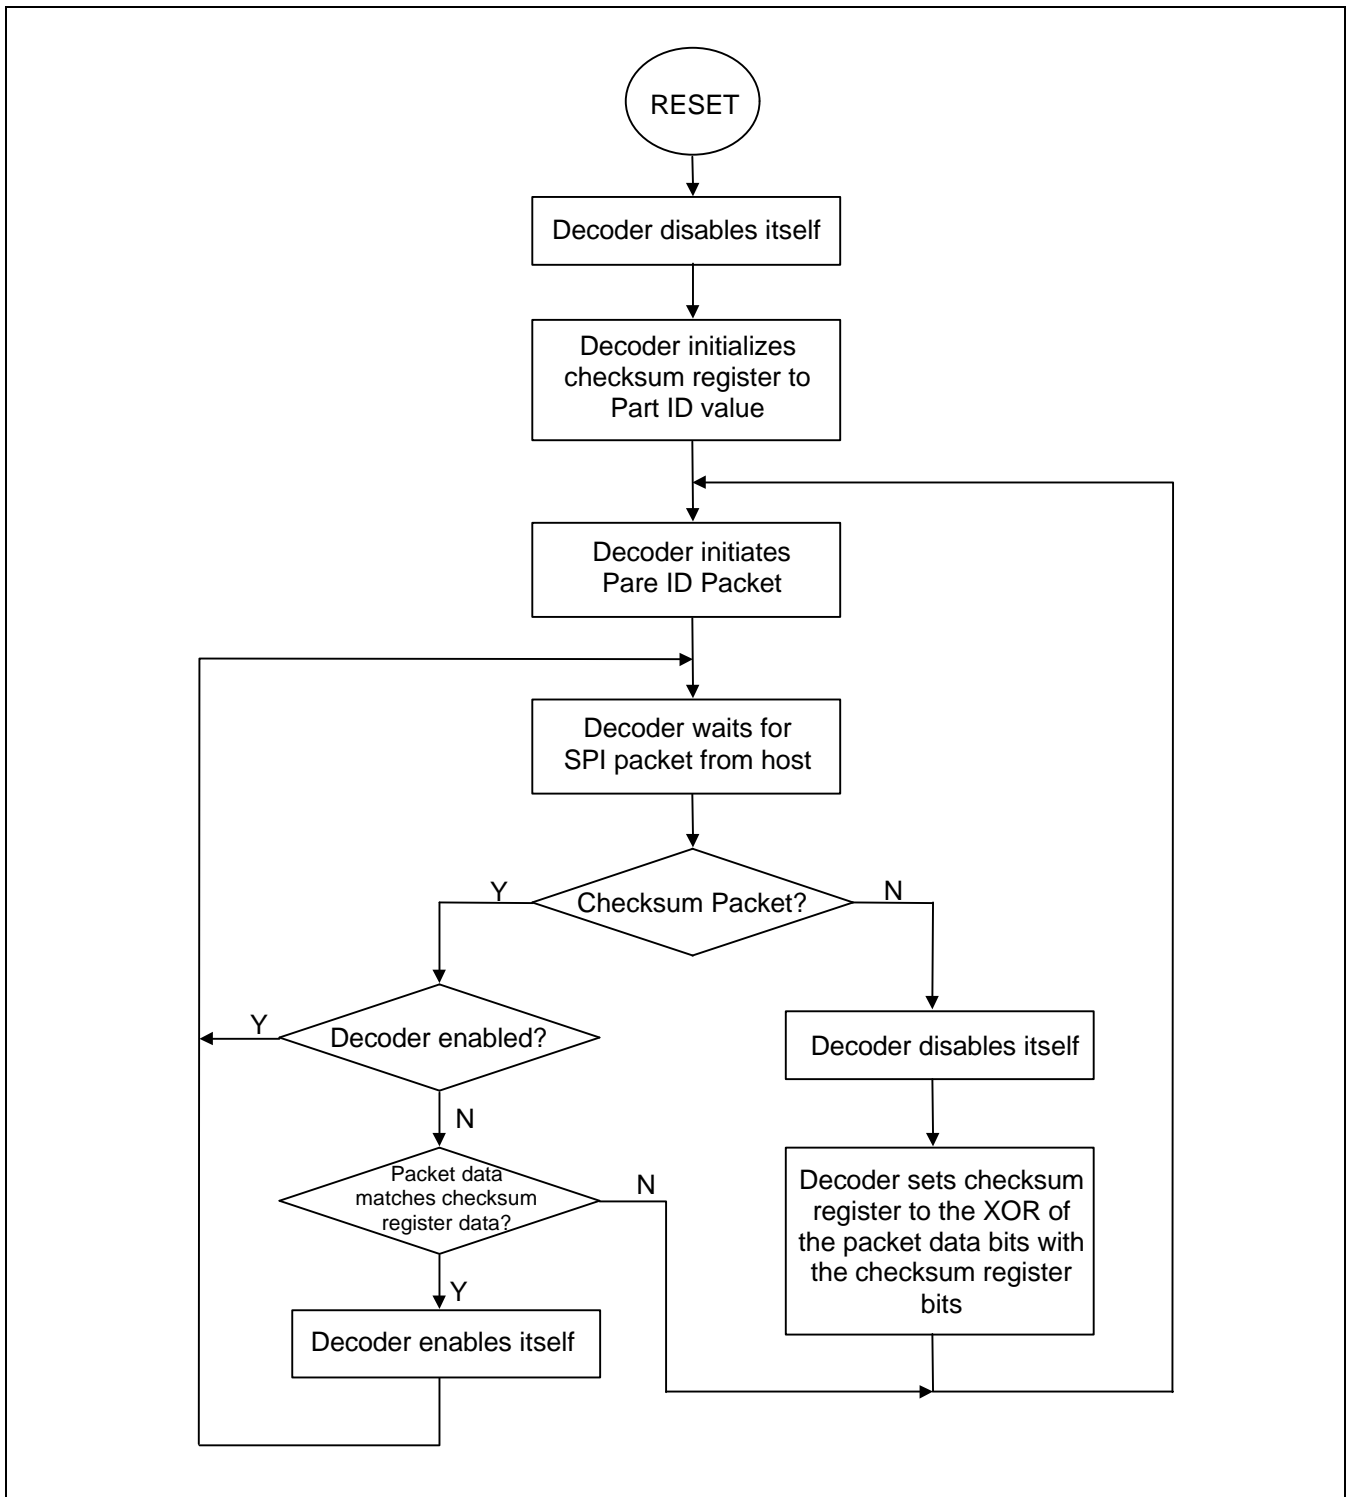 RESET
Decoder disables itself
Decoder initializes
checksum register to
Part ID value
Decoder initiates
Pare ID Packet
Decoder waits for
SPI packet from host
Checksum Packet?
Y
N
Decoder enabled?
Y
N
Decoder disables itself
Packet data
matches checksum
register data?
N
Y
Decoder sets checksum
register to the XOR of
the packet data bits with
the checksum register
bits
Decoder enables itself